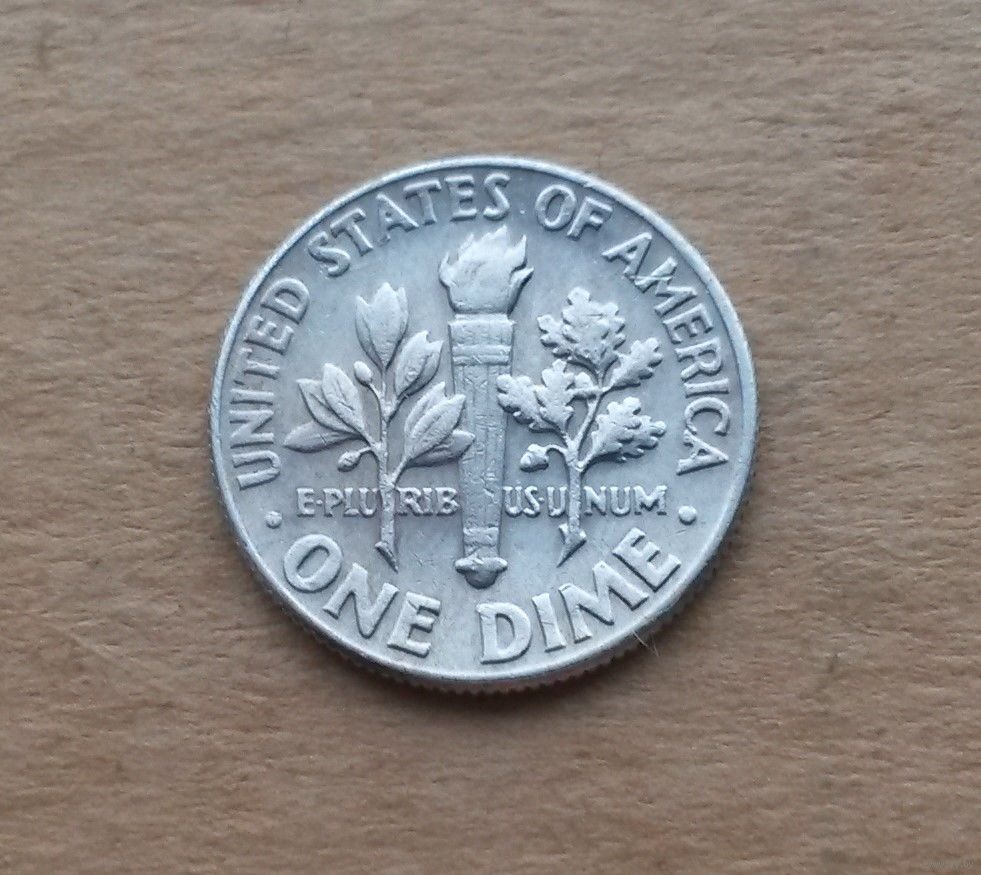 UNITED STATES OF AMERICA
E·PLURIBUS·UNUM
· ONE DIME ·